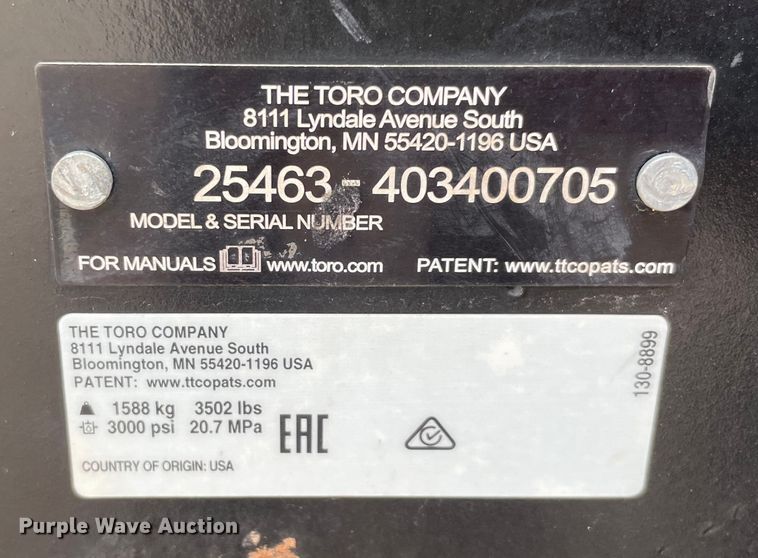 THE TORO COMPANY
8111 Lyndale Avenue South
Bloomington, MN 55420-1196 USA
25463 - 403400705
MODEL & SERIAL NUMBER
FOR MANUALS www.toro.com PATENT: www.ttcopats.com
THE TORO COMPANY
8111 Lyndale Avenue South
Bloomington, MN 55420-1196 USA
PATENT: www.ttcopats.com
1588 kg 3502 lbs
3000 psi 20.7 MPa
EAC
COUNTRY OF ORIGIN: USA
130-8899
Purple Wave Auction